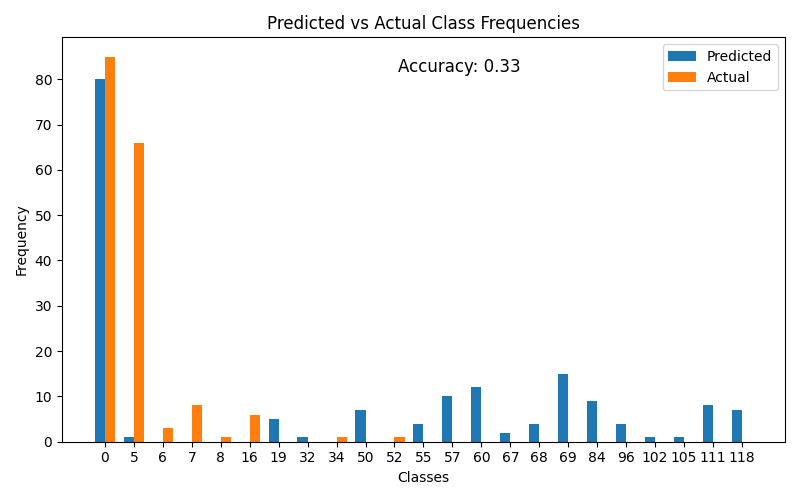 Predicted vs Actual Class Frequencies
Accuracy: 0.33
Predicted
Actual
Frequency
80
70
60
50
40
30
20
10
0
0 5 6 7 8 16 19 32 34 50 52 55 57 60 67 68 69 84 96 102 105 111 118
Classes